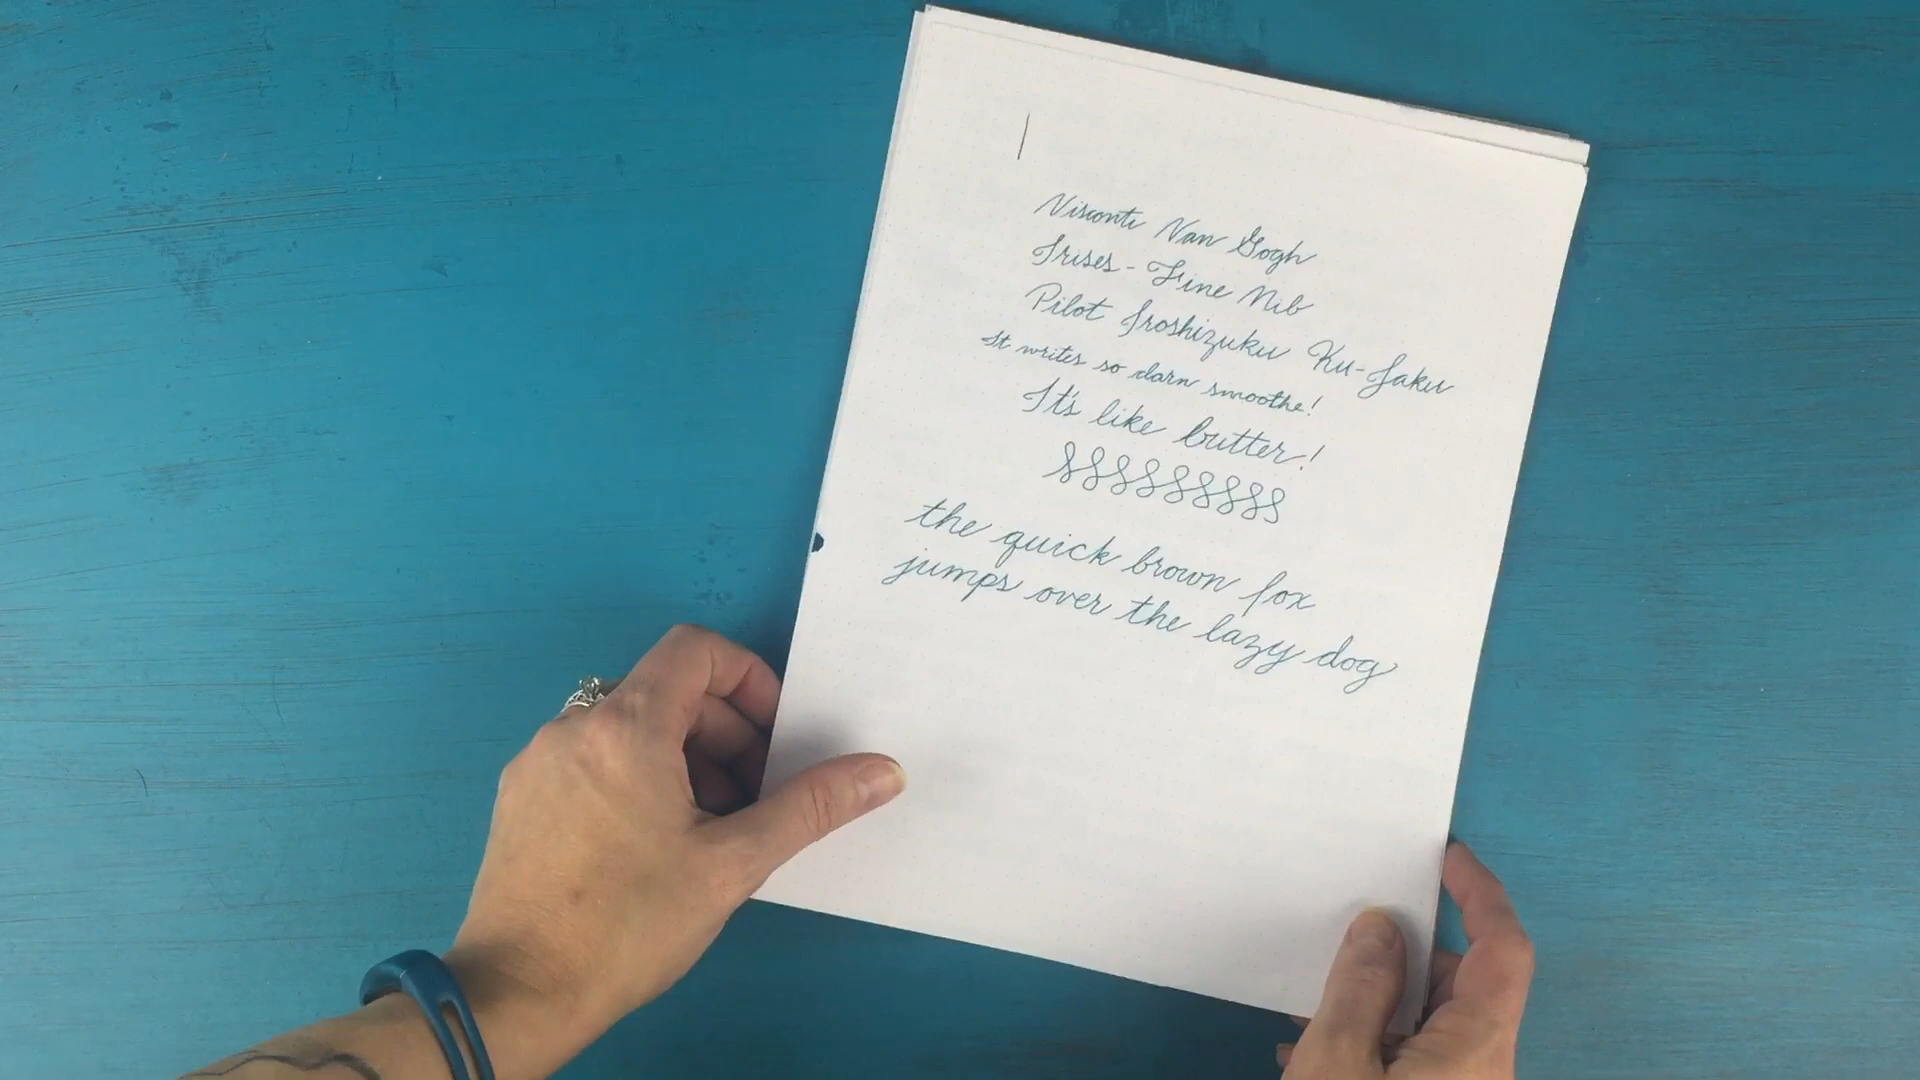 Visconti Van Gogh
Irises - Fine Nib
Pilot Iroshizuku Ku-Jaku
It writes so darn smoothe!
It's like butter!
SSSSSSSSS
the quick brown fox
jumps over the lazy dog